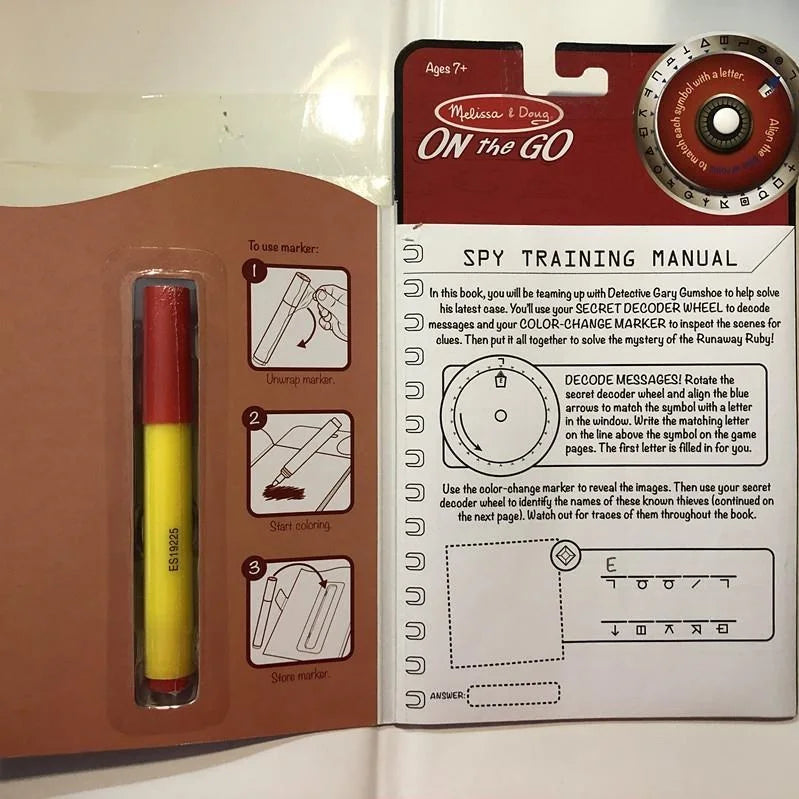 To use marker:
1
Unwrap marker.
2
Start coloring.
3
Store marker.
ES19225
Ages 7+
Melissa & Doug
ON the GO
Align the to match each symbol with a letter.
SPY TRAINING MANUAL
In this book, you will be teaming up with Detective Gary Gumshoe to help solve
his latest case. You'll use your SECRET DECODER WHEEL to decode
messages and your COLOR-CHANGE MARKER to inspect the scenes for
clues. Then put it all together to solve the mystery of the Runaway Ruby!
E
DECODE MESSAGES! Rotate the
secret decoder wheel and align the blue
arrows to match the symbol with a letter
in the window. Write the matching letter
on the line above the symbol on the game
pages. The first letter is filled in for you.
Use the color-change marker to reveal the images. Then use your secret
decoder wheel to identify the names of these known thieves (continued on
the next page). Watch out for traces of them throughout the book.
E
ANSWER: